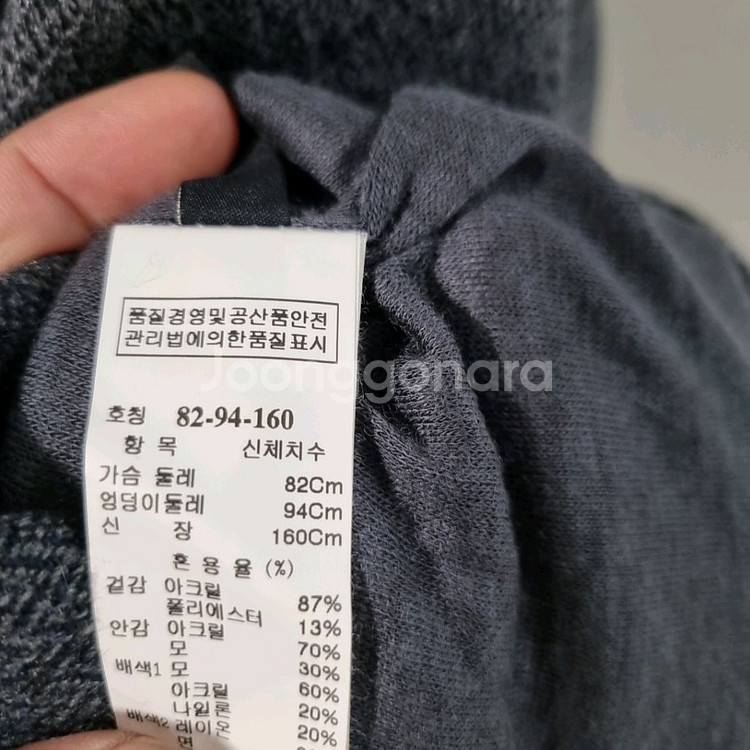 품질경영및공산품안전
관리법에의한품질표시
Joonggonara
호칭 82-94-160
항 목 신체치수
가슴 둘레 82Cm
엉덩이둘레 94Cm
신 장 160Cm
혼 용 율 (%)
겉감 아크릴 87%
폴리에스터 13%
안감 아크릴 70%
모 30%
배색1 모 60%
아크릴 20%
나일론 20%
배색2 레이온
면